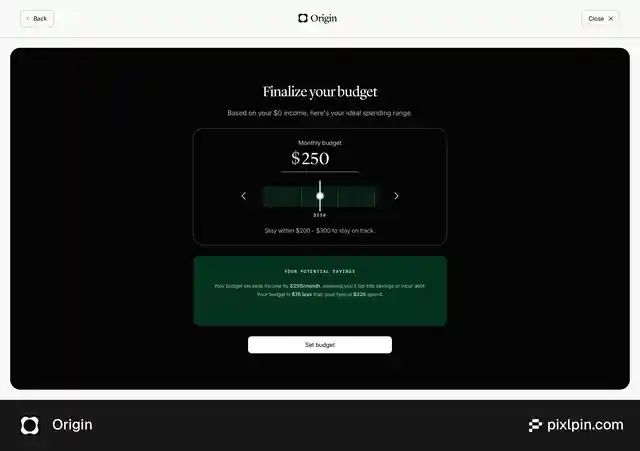 Back
Origin
Close
Finalize your budget
Based on your $0 income, here's your ideal spending range.
Monthly budget
$250
Stay within $200 - $300 to stay on track.
YOUR POTENTIAL SAVINGS
Your budget exceeds income by $250/month, meaning you'll tap into savings or incur debt.
Your budget is $76 less than your typical $326 spend.
Set budget
Origin
pixlpin.com